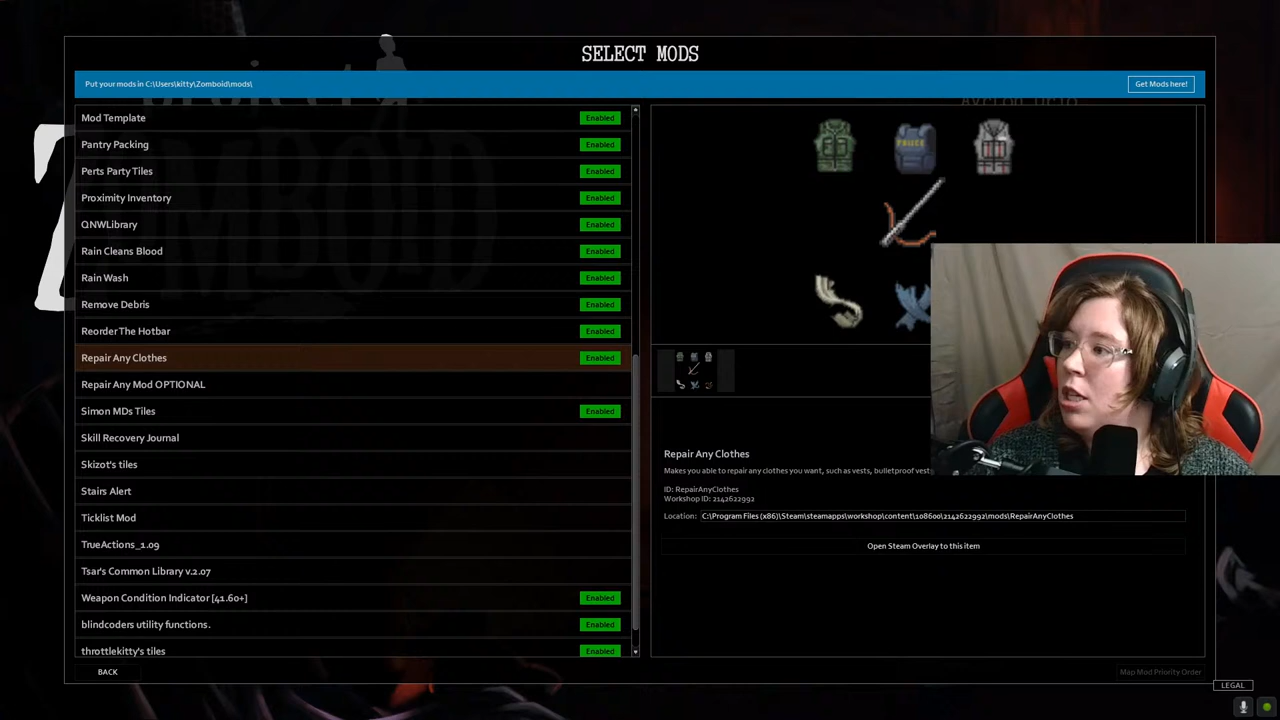 SELECT MODS
Put your mods in C:\Users\kitty\Zomboid\mods\
Get Mods here!
Mod Template
Enabled
Pantry Packing
Enabled
Perts Party Tiles
Enabled
Proximity Inventory
Enabled
QNWLibrary
Enabled
Rain Cleans Blood
Enabled
Rain Wash
Enabled
Remove Debris
Enabled
ReorderTheHotbar
Enabled
Repair Any Clothes
Enabled
Repair Any Mod OPTIONAL
Simon MDs Tiles
Enabled
Skill Recovery Journal
Skizot's tiles
Stairs Alert
Ticklist Mod
TrueActions_1.09
Tsar's Common Library v.2.07
Weapon Condition Indicator [41.60+]
Enabled
blindcoders utility functions.
Enabled
throttlekitty's tiles
Enabled
BACK
POLICE
Repair Any Clothes
Makes you able to repair any clothes you want, such as vests, bulletproof vests
ID: RepairAnyClothes
Workshop ID: 2142622992
Location: C:\Program Files (x86)\Steam\steamapps\workshop\content\108600\2142622992\mods\RepairAnyClothes
Open Steam Overlay to this item
Map Mod Priority Order
LEGAL